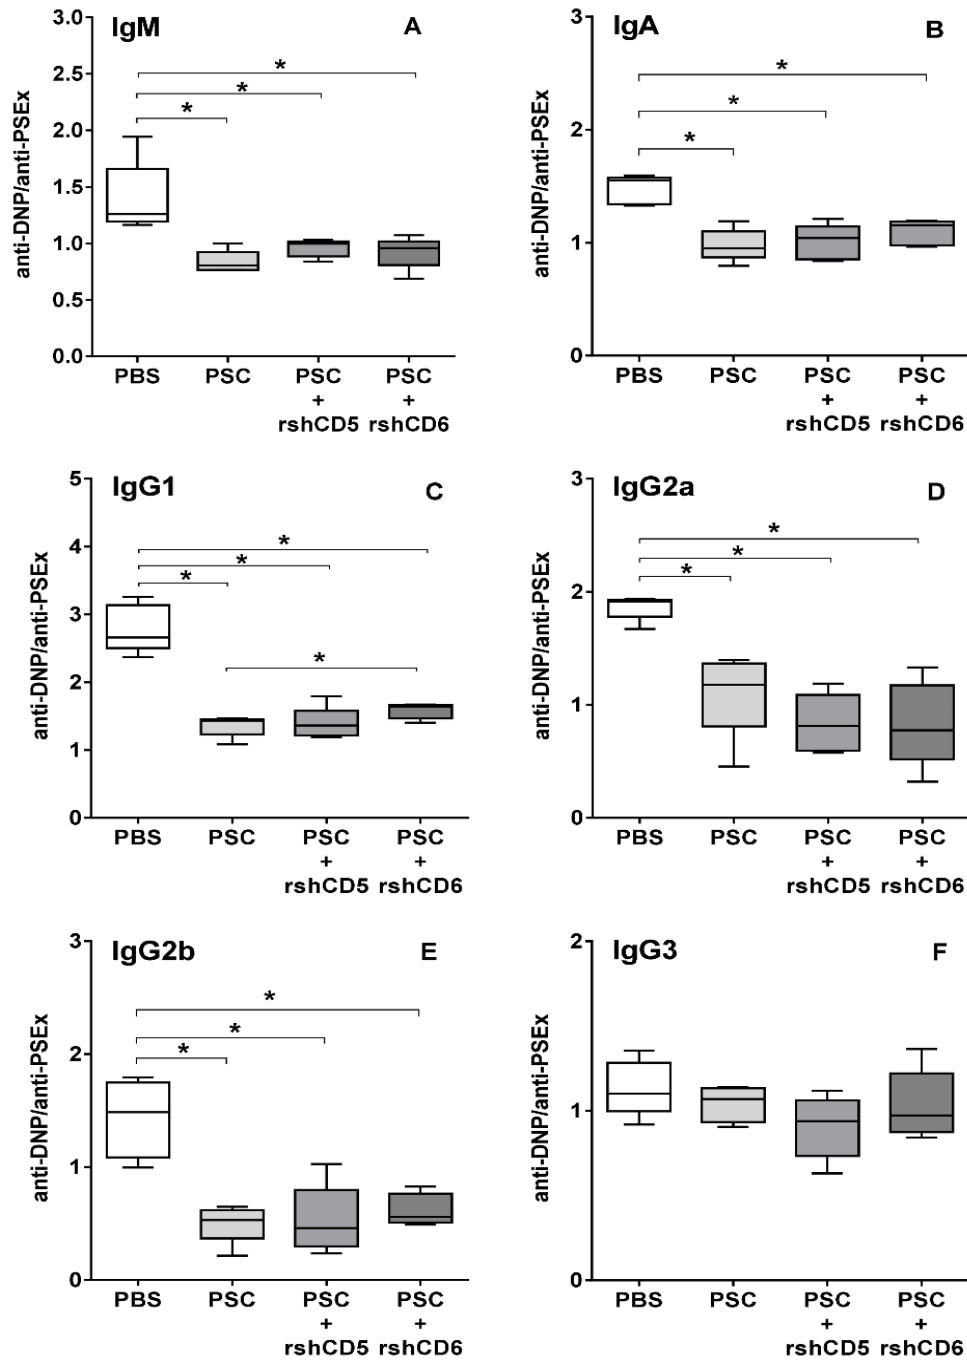 IgM A
anti-DNP/anti-PSEx
3.0
2.5
2.0
1.5
1.0
0.5
0.0
*
*
*
PBS PSC PSC PSC
+ +
rshCD5 rshCD6
IgA B
anti-DNP/anti-PSEx
3
2
1
0
*
*
*
PBS PSC PSC PSC
+ +
rshCD5 rshCD6
IgG1 C
anti-DNP/anti-PSEx
5
4
3
2
1
0
*
*
*
*
PBS PSC PSC PSC
+ +
rshCD5 rshCD6
IgG2a D
anti-DNP/anti-PSEx
3
2
1
0
*
*
*
PBS PSC PSC PSC
+ +
rshCD5 rshCD6
IgG2b E
anti-DNP/anti-PSEx
3
2
1
0
*
*
*
PBS PSC PSC PSC
+ +
rshCD5 rshCD6
IgG3 F
anti-DNP/anti-PSEx
2
1
0
PBS PSC PSC PSC
+ +
rshCD5 rshCD6